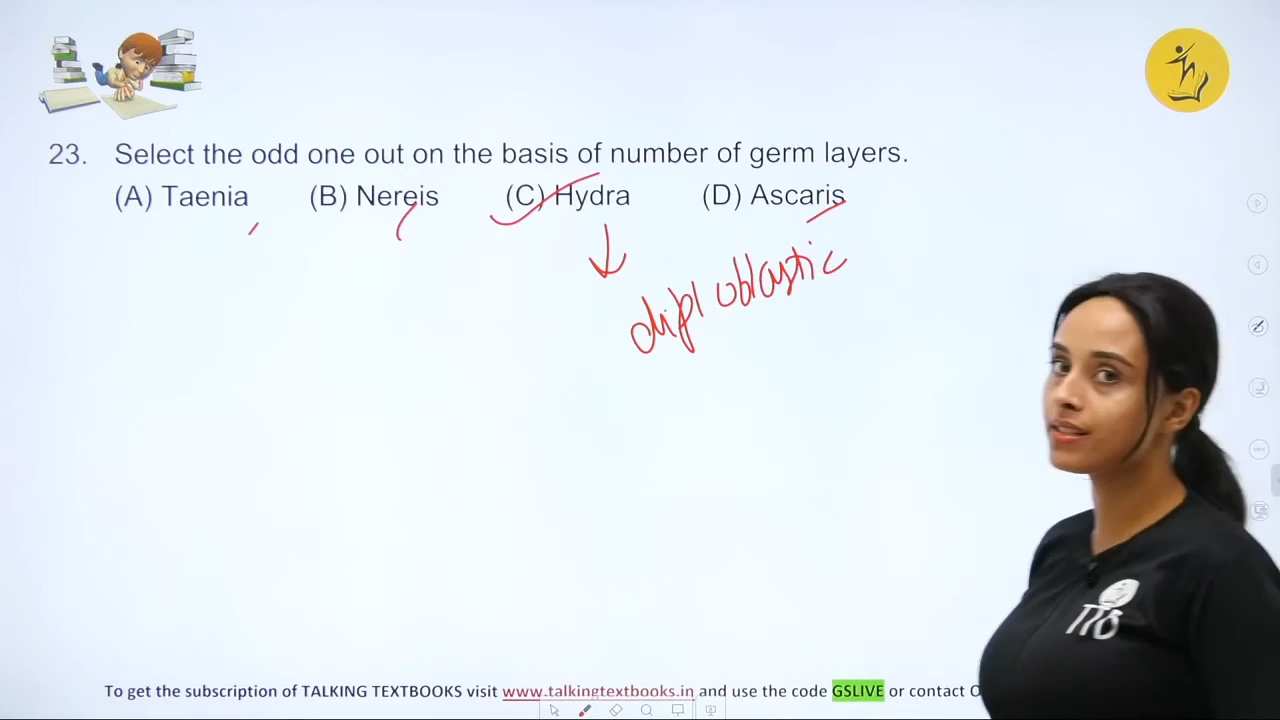 23. Select the odd one out on the basis of number of germ layers.
(A) Taenia (B) Nereis (C) Hydra (D) Ascaris
diploblastic
TTB
To get the subscription of TALKING TEXTBOOKS visit www.talkingtextbooks.in and use the code GSLIVE or contact